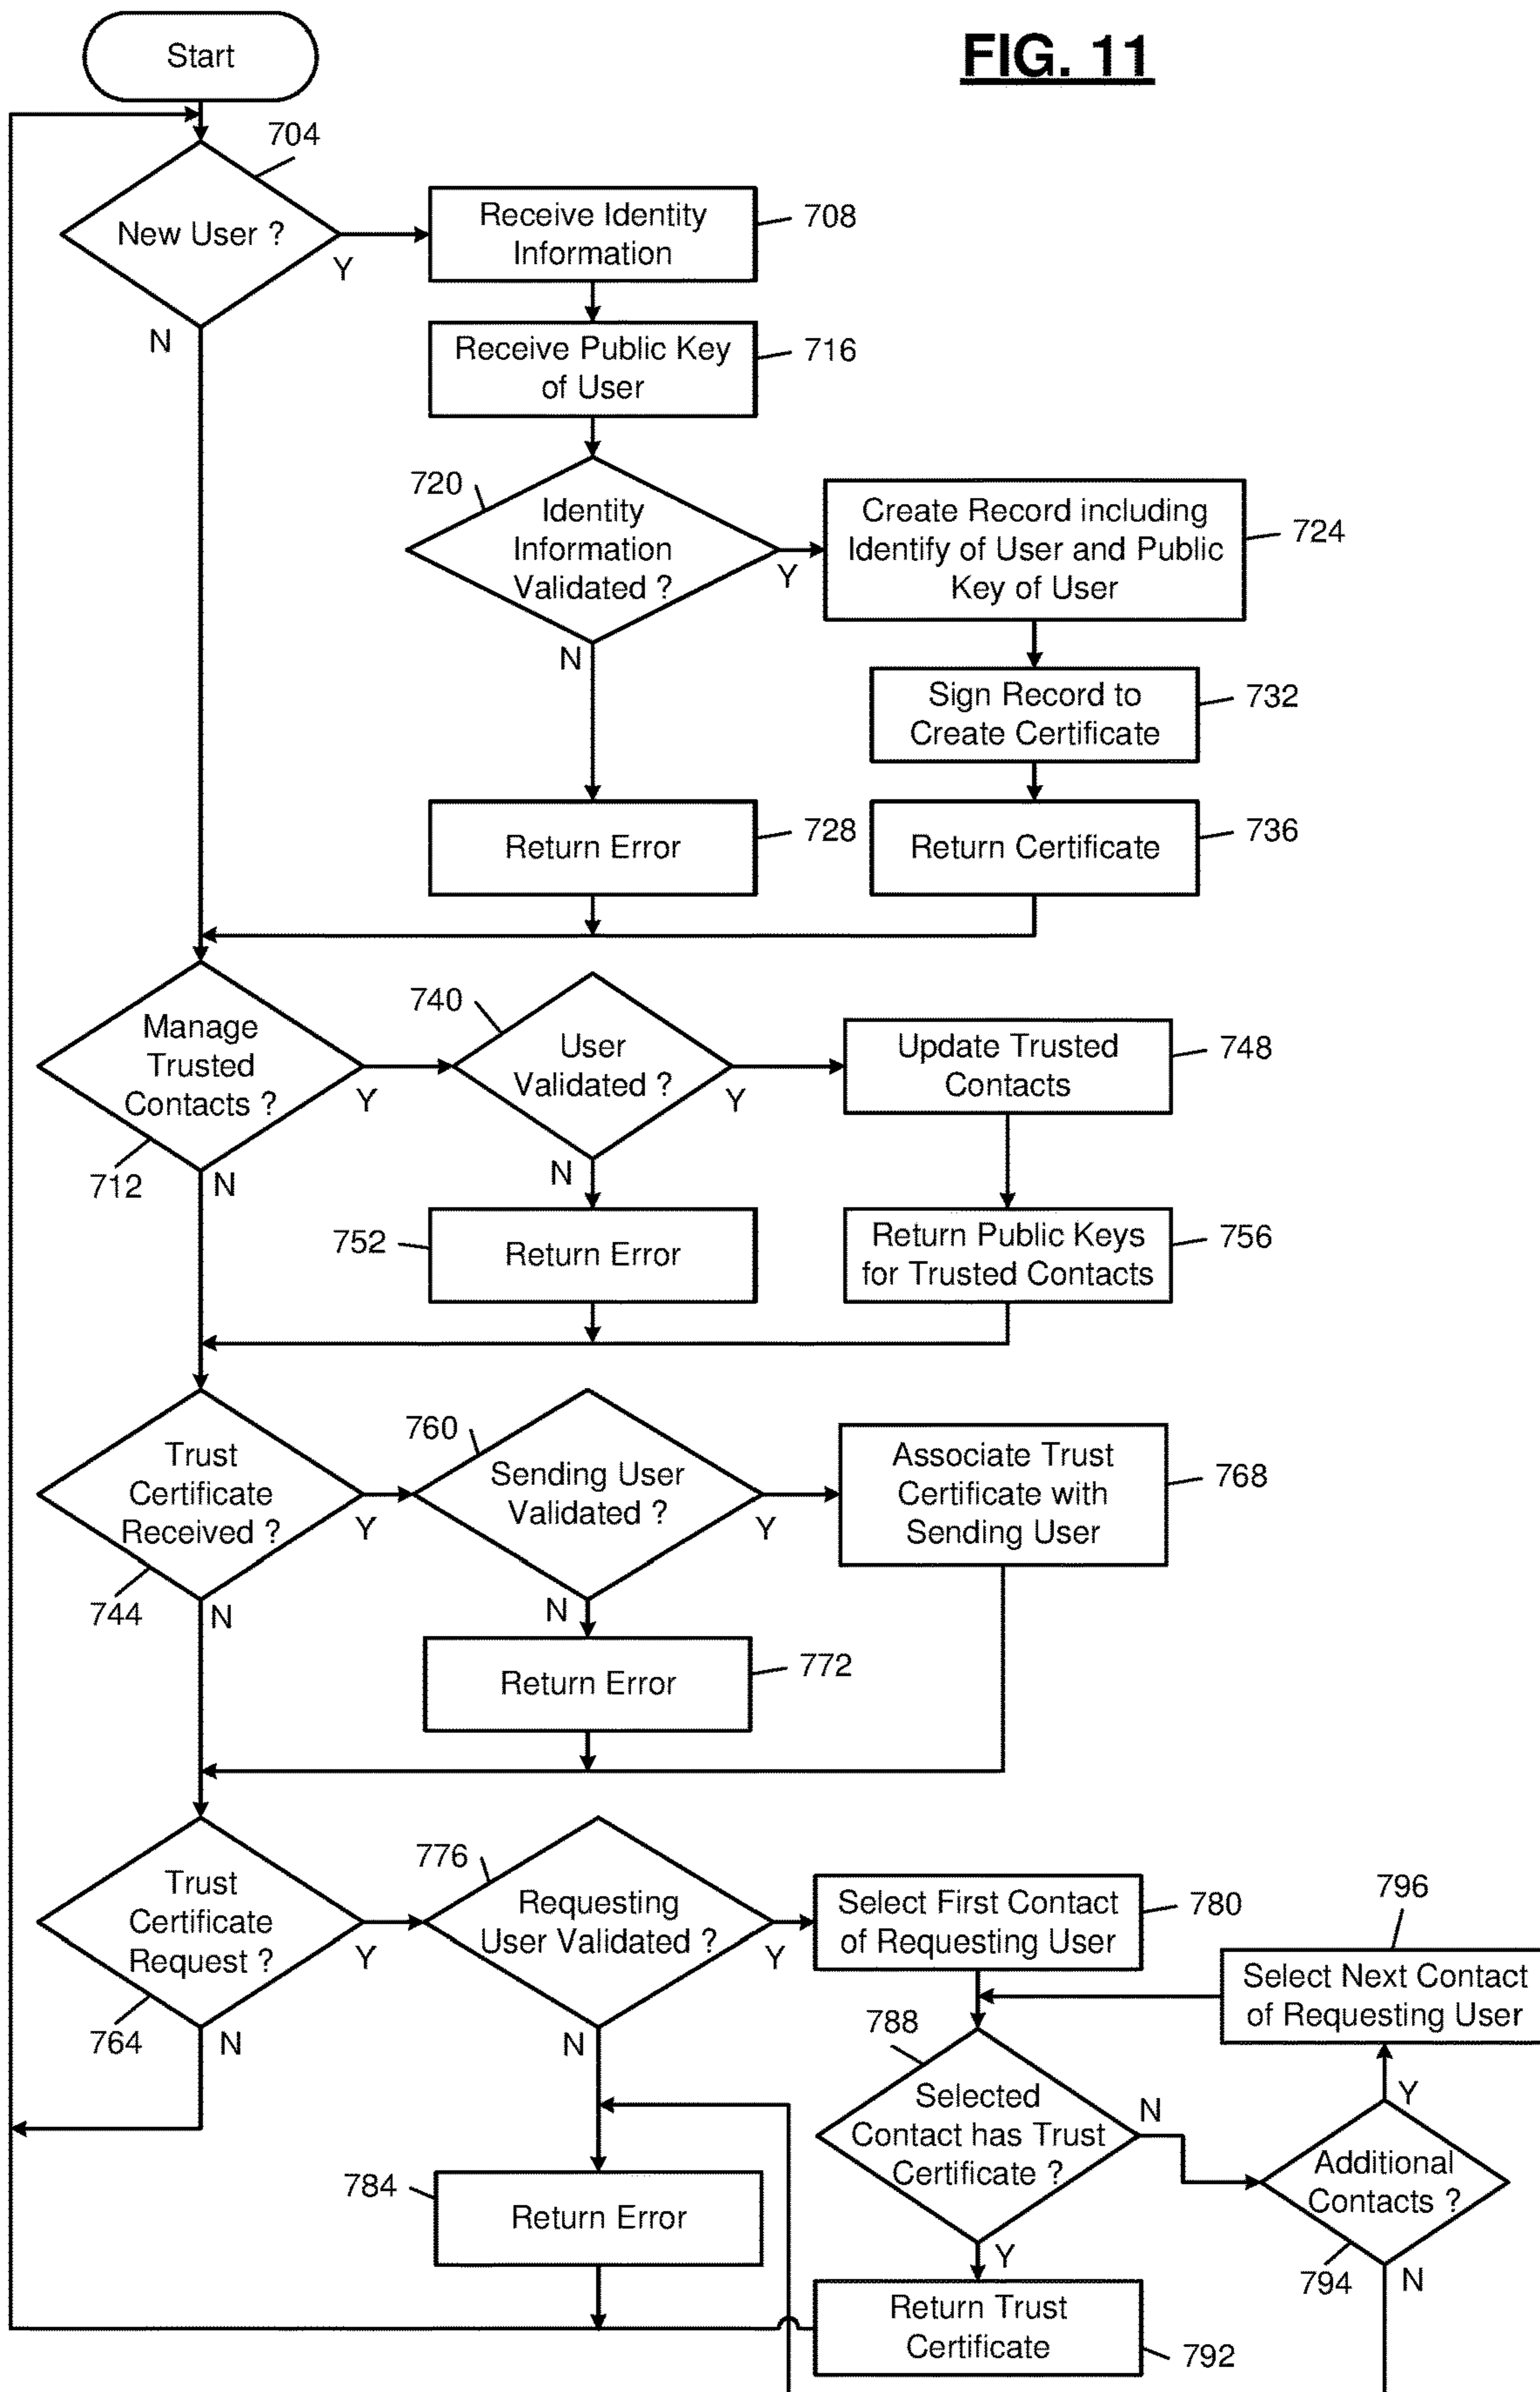 FIG. 11
Start
704
New User ?
Y
N
Receive Identity
Information
708
Receive Public Key
of User
716
720
Identity
Information
Validated ?
Y
N
Create Record including
Identify of User and Public
Key of User
724
Sign Record to
Create Certificate
732
Return Error
728
Return Certificate
736
Manage
Trusted
Contacts ?
712
Y
N
740
User
Validated ?
Y
N
Update Trusted
Contacts
748
752
Return Error
Return Public Keys
for Trusted Contacts
756
Trust
Certificate
Received ?
744
Y
N
760
Sending User
Validated ?
Y
N
Associate Trust
Certificate with
Sending User
768
Return Error
772
Trust
Certificate
Request ?
764
Y
N
776
Requesting
User Validated ?
Y
N
Select First Contact
of Requesting User
780
796
Select Next Contact
of Requesting User
788
Selected
Contact has Trust
Certificate ?
N
Y
Y
Additional
Contacts ?
794
N
784
Return Error
Return Trust
Certificate
792